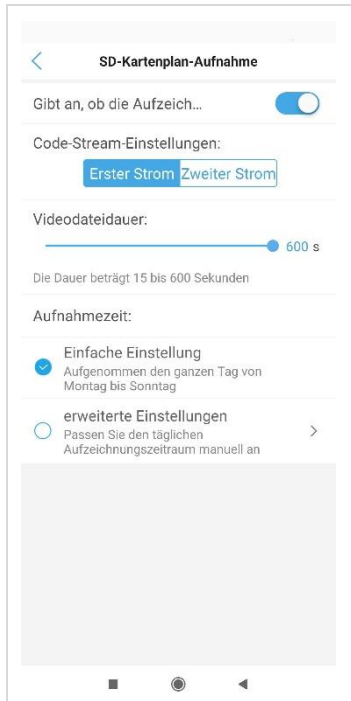 SD-Kartenplan-Aufnahme
Gibt an, ob die Aufzeich...
Code-Stream-Einstellungen:
Erster Strom Zweiter Strom
Videodateidauer:
600 s
Die Dauer beträgt 15 bis 600 Sekunden
Aufnahmezeit:
Einfache Einstellung
Aufgenommen den ganzen Tag von
Montag bis Sonntag
erweiterte Einstellungen
Passen Sie den täglichen
Aufzeichnungszeitraum manuell an